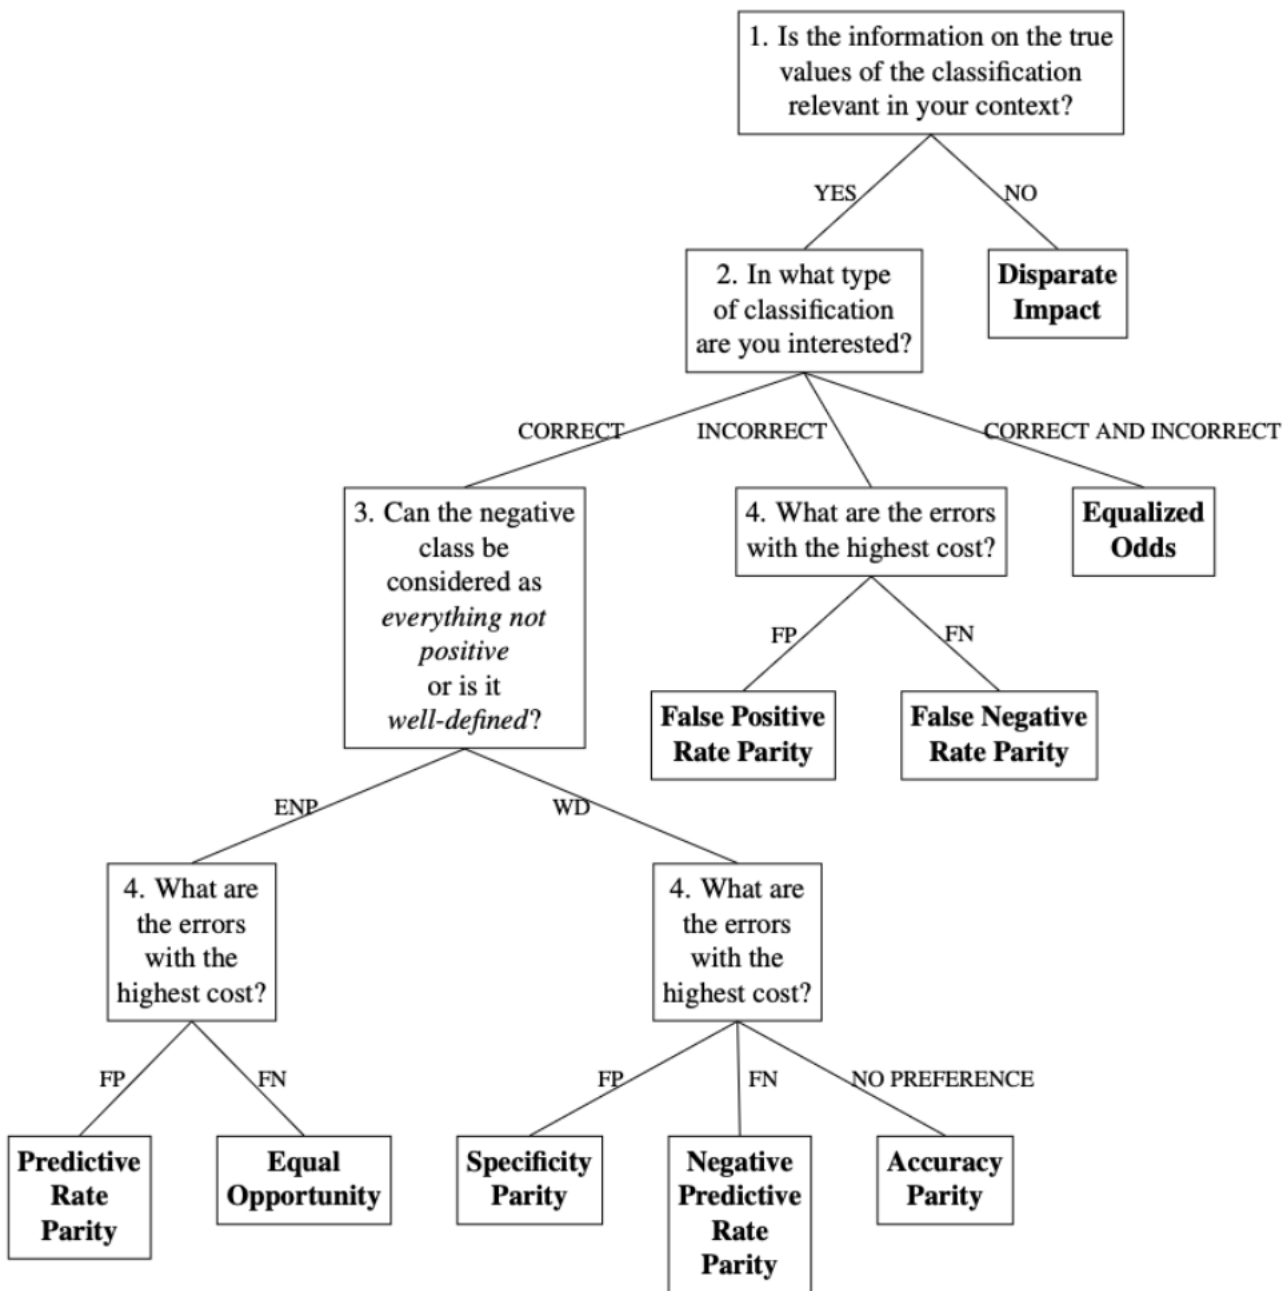 1. Is the information on the true
values of the classification
relevant in your context?
YES
NO
2. In what type
of classification
are you interested?
Disparate
Impact
CORRECT
INCORRECT
CORRECT AND INCORRECT
3. Can the negative
class be
considered as
everything not
positive
or is it
well-defined?
4. What are the errors
with the highest cost?
Equalized
Odds
FP
FN
False Positive
Rate Parity
False Negative
Rate Parity
ENP
WD
4. What are
the errors
with the
highest cost?
4. What are
the errors
with the
highest cost?
FP
FN
FP
FN
NO PREFERENCE
Predictive
Rate
Parity
Equal
Opportunity
Specificity
Parity
Negative
Predictive
Rate
Parity
Accuracy
Parity